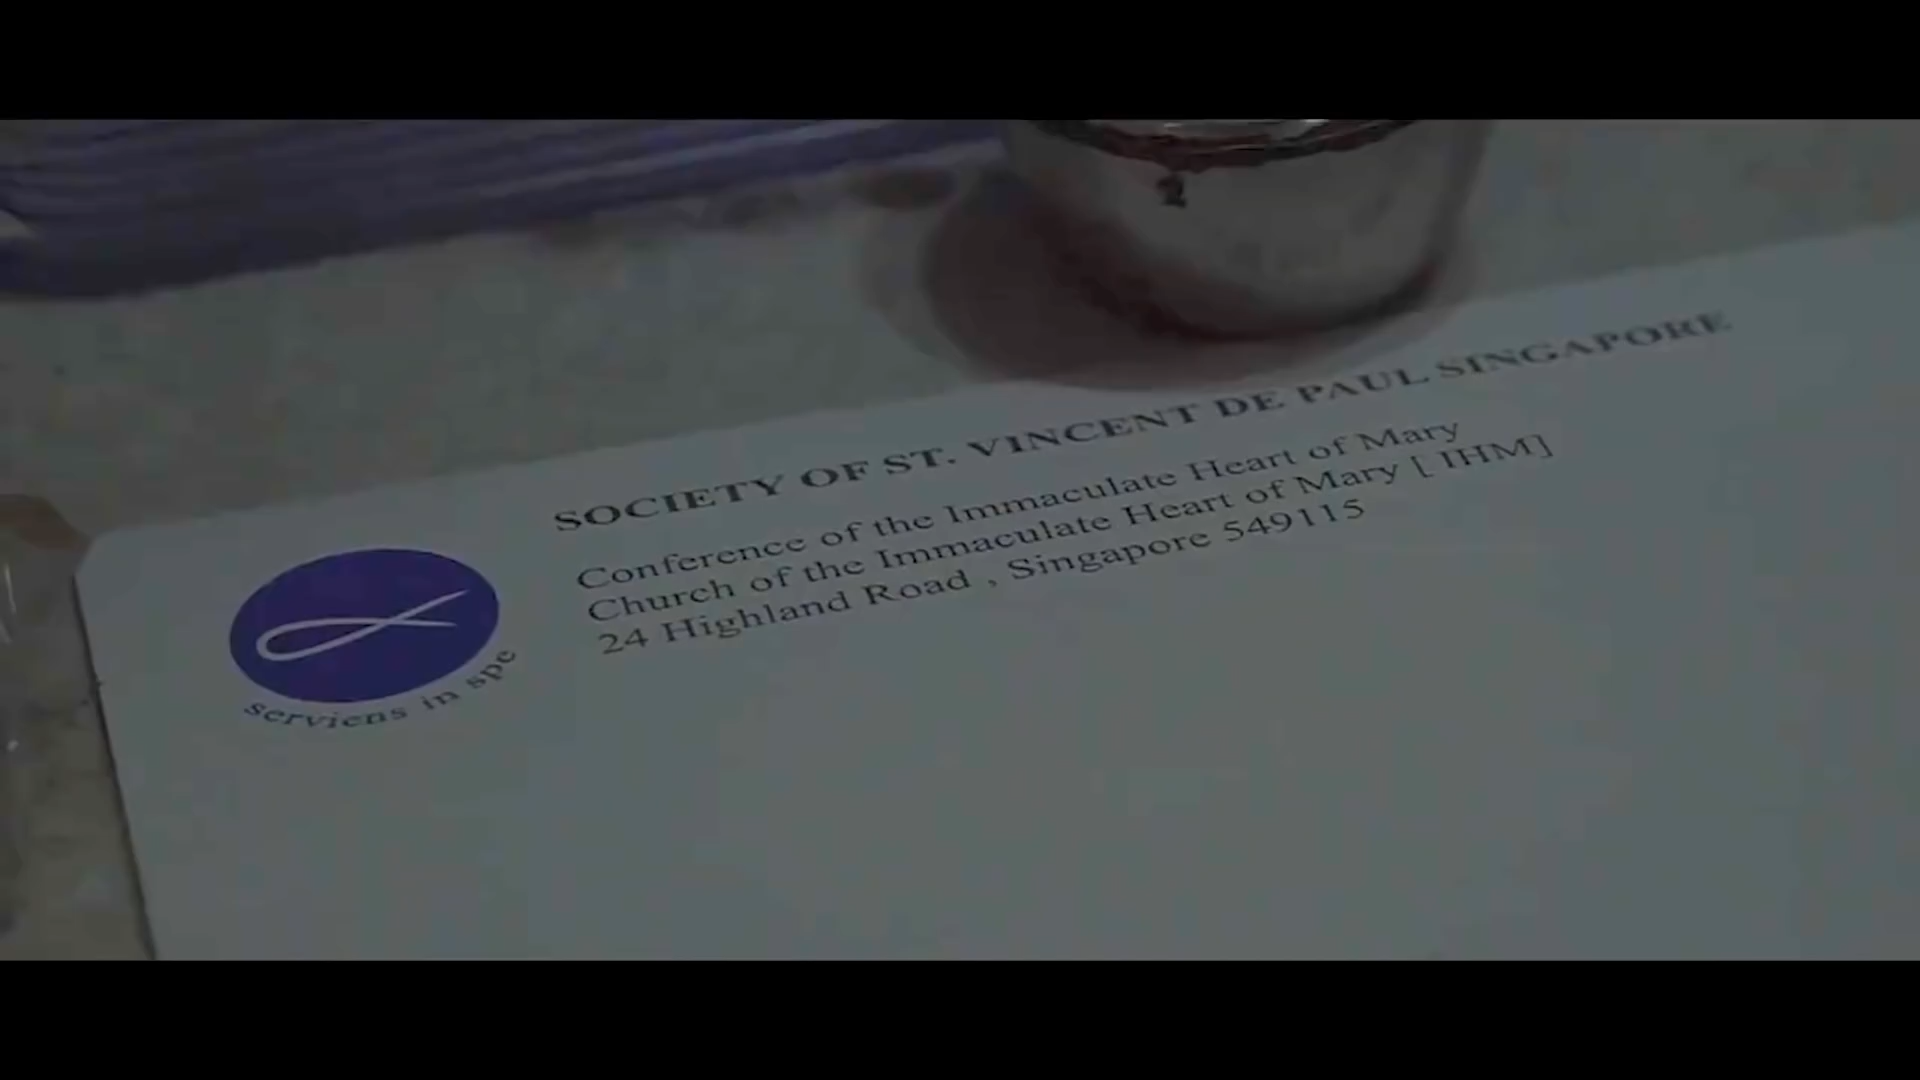 SOCIETY OF ST. VINCENT DE PAUL SINGAPORE
Conference of the Immaculate Heart of Mary
Church of the Immaculate Heart of Mary [ IHM]
24 Highland Road , Singapore 549115
serviens in spe